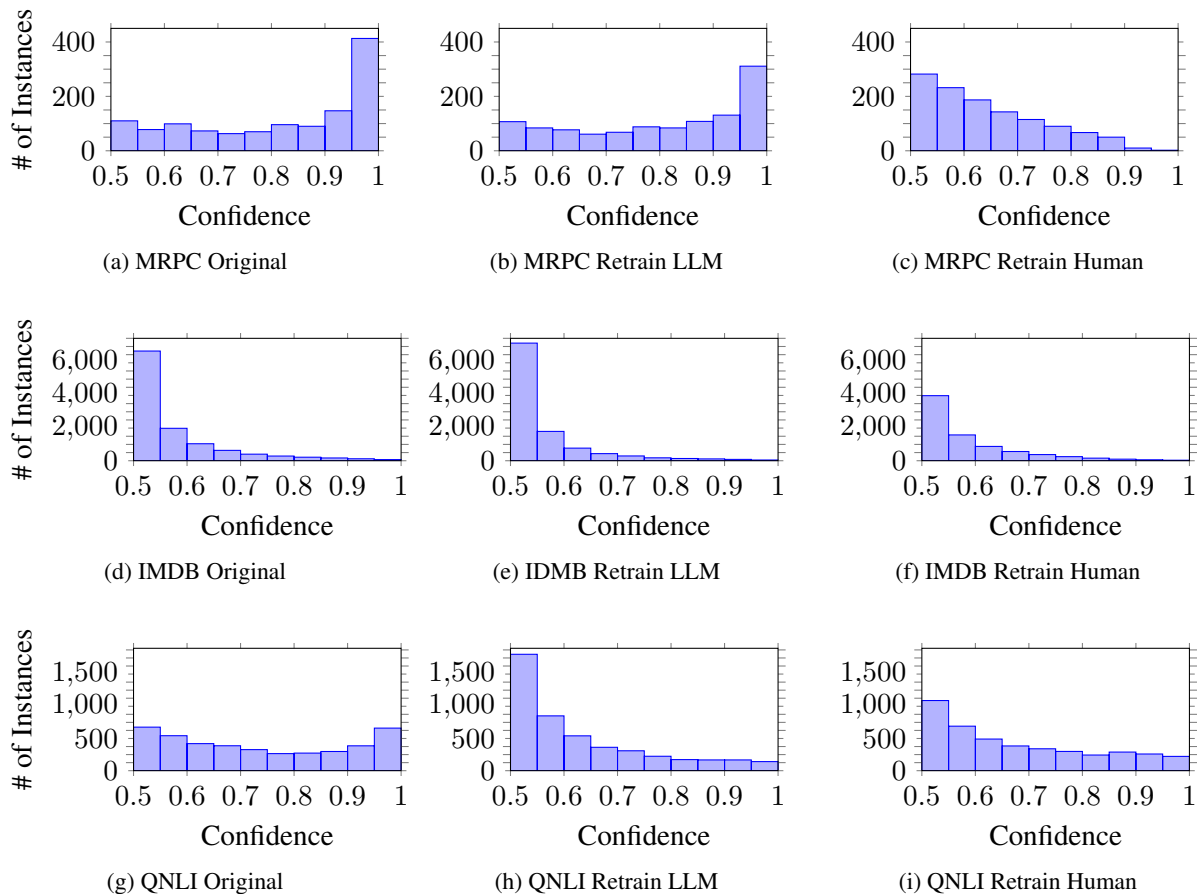 # of Instances
400
200
0
0.5 0.6 0.7 0.8 0.9 1
Confidence
(a) MRPC Original
400
200
0
0.5 0.6 0.7 0.8 0.9 1
Confidence
(b) MRPC Retrain LLM
400
200
0
0.5 0.6 0.7 0.8 0.9 1
Confidence
(c) MRPC Retrain Human
# of Instances
6,000
4,000
2,000
0
0.5 0.6 0.7 0.8 0.9 1
Confidence
(d) IMDB Original
6,000
4,000
2,000
0
0.5 0.6 0.7 0.8 0.9 1
Confidence
(e) IDMB Retrain LLM
6,000
4,000
2,000
0
0.5 0.6 0.7 0.8 0.9 1
Confidence
(f) IMDB Retrain Human
# of Instances
1,500
1,000
500
0
0.5 0.6 0.7 0.8 0.9 1
Confidence
(g) QNLI Original
1,500
1,000
500
0
0.5 0.6 0.7 0.8 0.9 1
Confidence
(h) QNLI Retrain LLM
1,500
1,000
500
0
0.5 0.6 0.7 0.8 0.9 1
Confidence
(i) QNLI Retrain Human